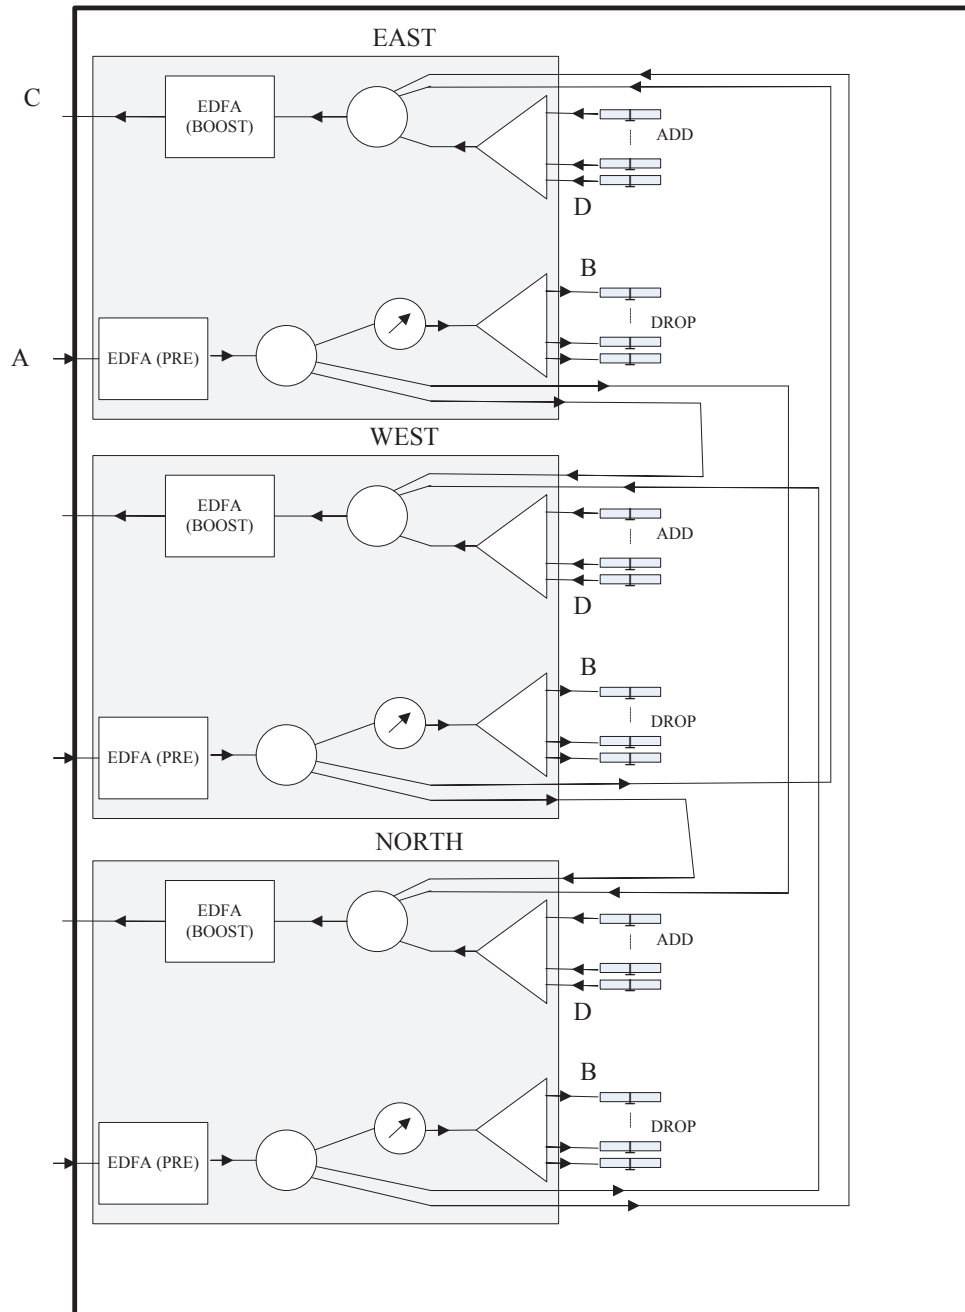 EAST
C
EDFA
(BOOST)
ADD
D
B
DROP
A
EDFA (PRE)
WEST
EDFA
(BOOST)
ADD
D
B
DROP
EDFA (PRE)
NORTH
EDFA
(BOOST)
ADD
D
B
DROP
EDFA (PRE)